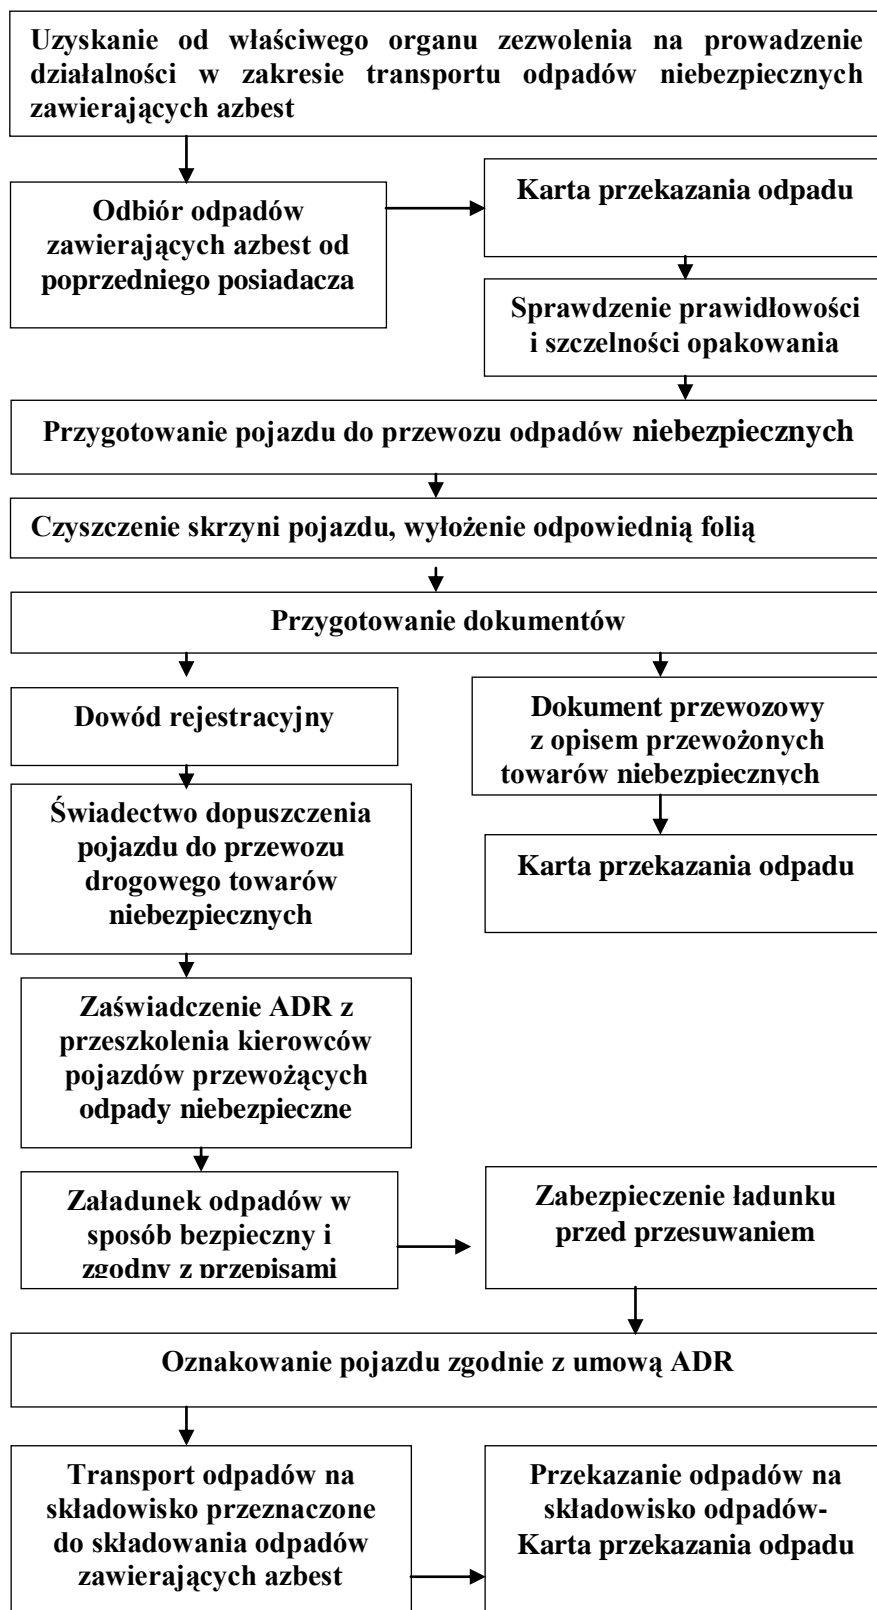 Uzyskanie od właściwego organu zezwolenia na prowadzenie
działalności w zakresie transportu odpadów niebezpiecznych
zawierających azbest
Odbiór odpadów
zawierających azbest od
poprzedniego posiadacza
Karta przekazania odpadu
Sprawdzenie prawidłowości
i szczelności opakowania
Przygotowanie pojazdu do przewozu odpadów niebezpiecznych
Czyszczenie skrzyni pojazdu, wyłożenie odpowiednią folią
Przygotowanie dokumentów
Dowód rejestracyjny
Świadectwo dopuszczenia
pojazdu do przewozu
drogowego towarów
niebezpiecznych
Zaświadczenie ADR z
przeszkolenia kierowców
pojazdów przewożących
odpady niebezpieczne
Dokument przewozowy
z opisem przewożonych
towarów niebezpiecznych
Karta przekazania odpadu
Załadunek odpadów w
sposób bezpieczny i
zgodny z przepisami
Zabezpieczenie ładunku
przed przesuwaniem
Oznakowanie pojazdu zgodnie z umową ADR
Transport odpadów na
składowisko przeznaczone
do składowania odpadów
zawierających azbest
Przekazanie odpadów na
składowisko odpadów-
Karta przekazania odpadu